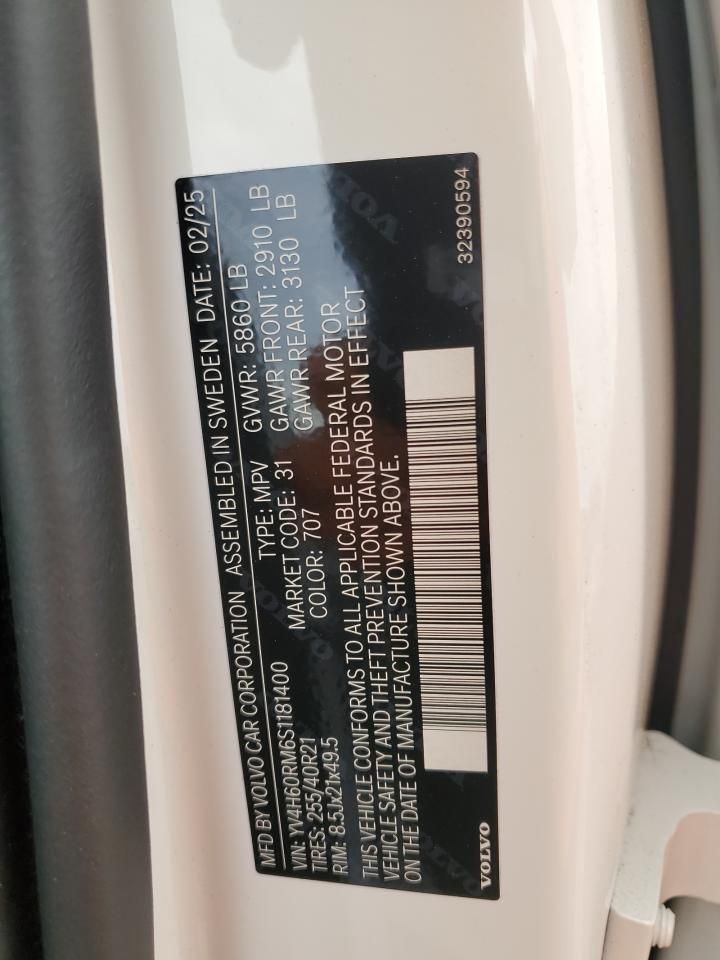 MFD BY VOLVO CAR CORPORATION ASSEMBLED IN SWEDEN DATE: 02/25
TYPE: MPV GVWR: 5860 LB
VIN: YV4H60RM6S1181400 MARKET CODE: 31 GAWR FRONT: 2910 LB
TIRES: 255/40R21 COLOR: 707 GAWR REAR: 3130 LB
RIM: 8.5Jx21x49.5
THIS VEHICLE CONFORMS TO ALL APPLICABLE FEDERAL MOTOR
VEHICLE SAFETY AND THEFT PREVENTION STANDARDS IN EFFECT
ON THE DATE OF MANUFACTURE SHOWN ABOVE.
VOLVO 32390594